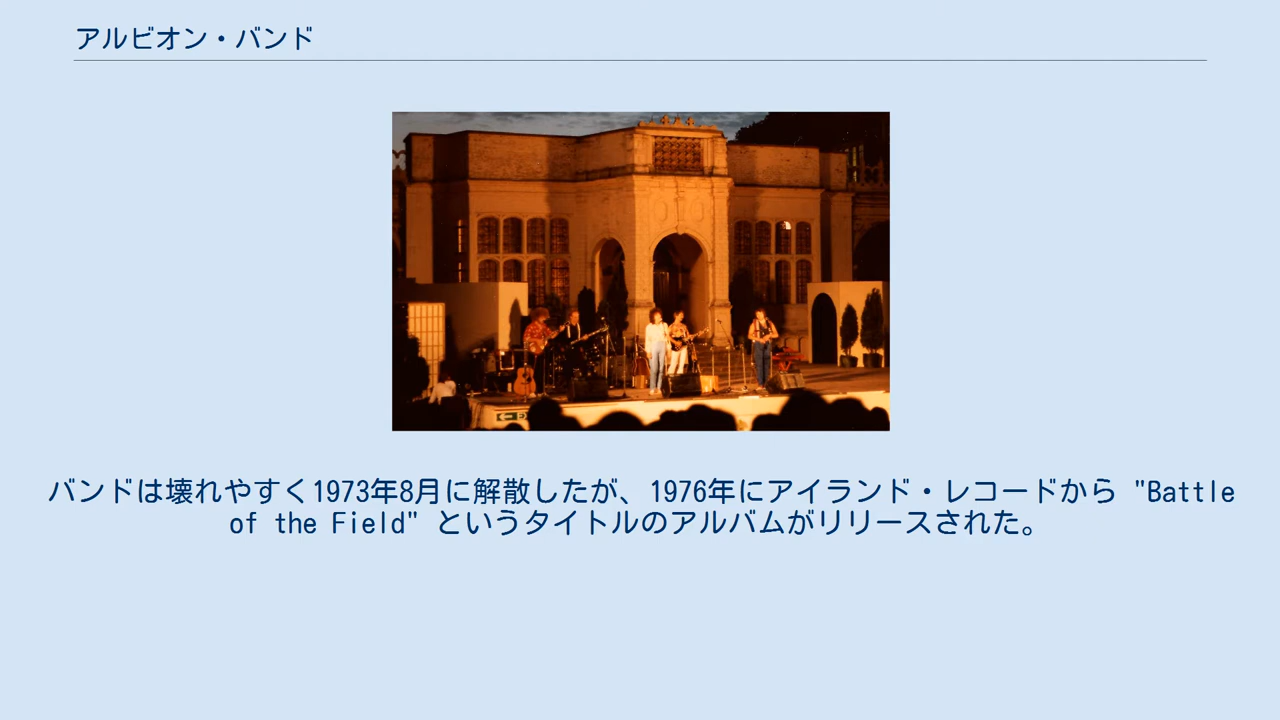 アルビオン・バンド
バンドは壊れやすく1973年8月に解散したが、1976年にアイランド・レコードから "Battle
of the Field" というタイトルのアルバムがリリースされた。